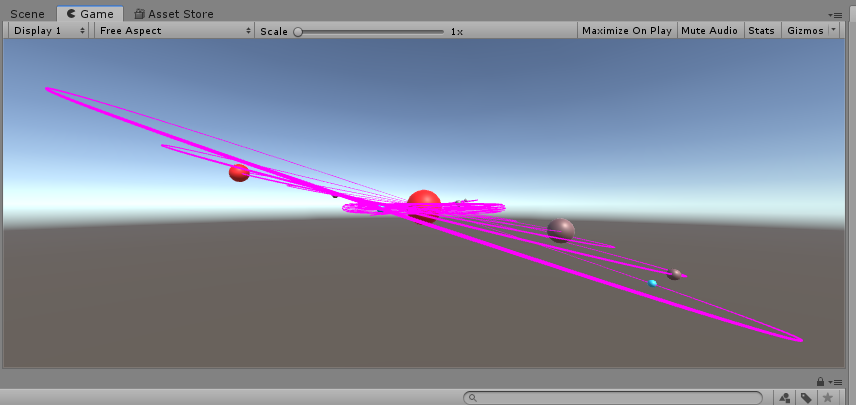 Scene Game Asset Store
Display 1 Free Aspect Scale 1x Maximize On Play Mute Audio Stats Gizmos